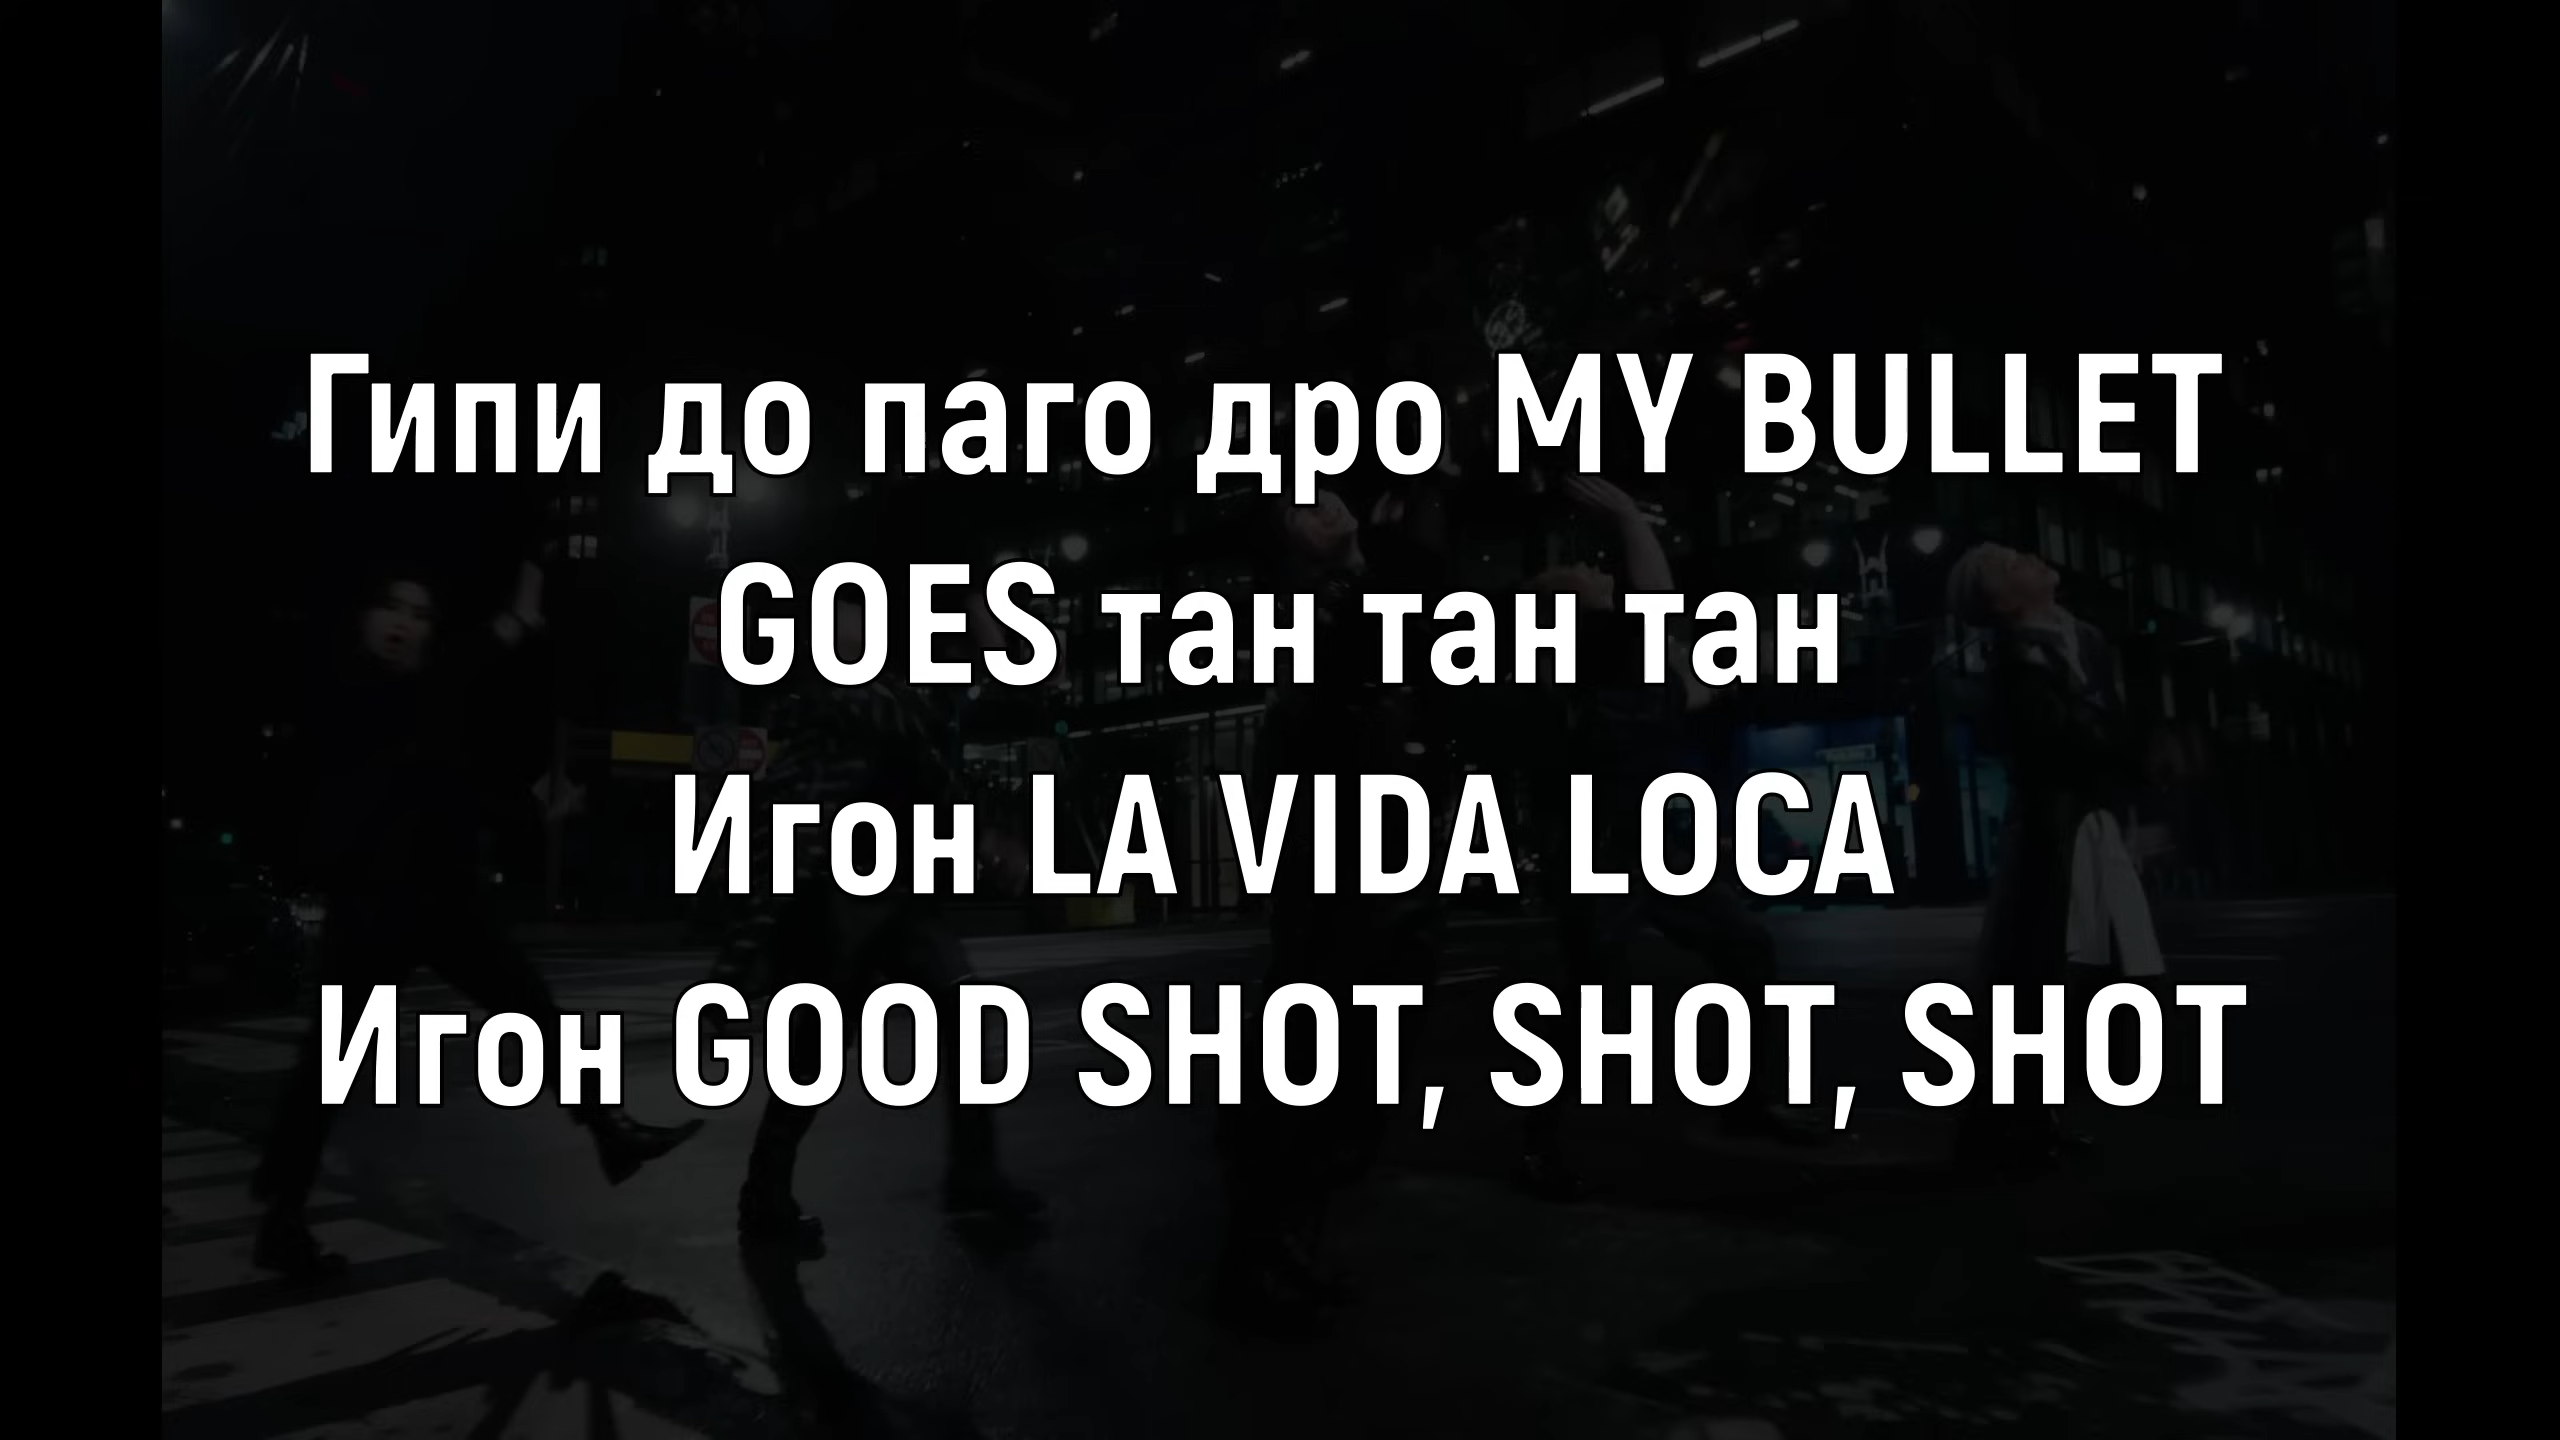 Гипи до паго дро MY BULLET
GOES тан тан тан
Игон LA VIDA LOCA
Игон GOOD SHOT, SHOT, SHOT